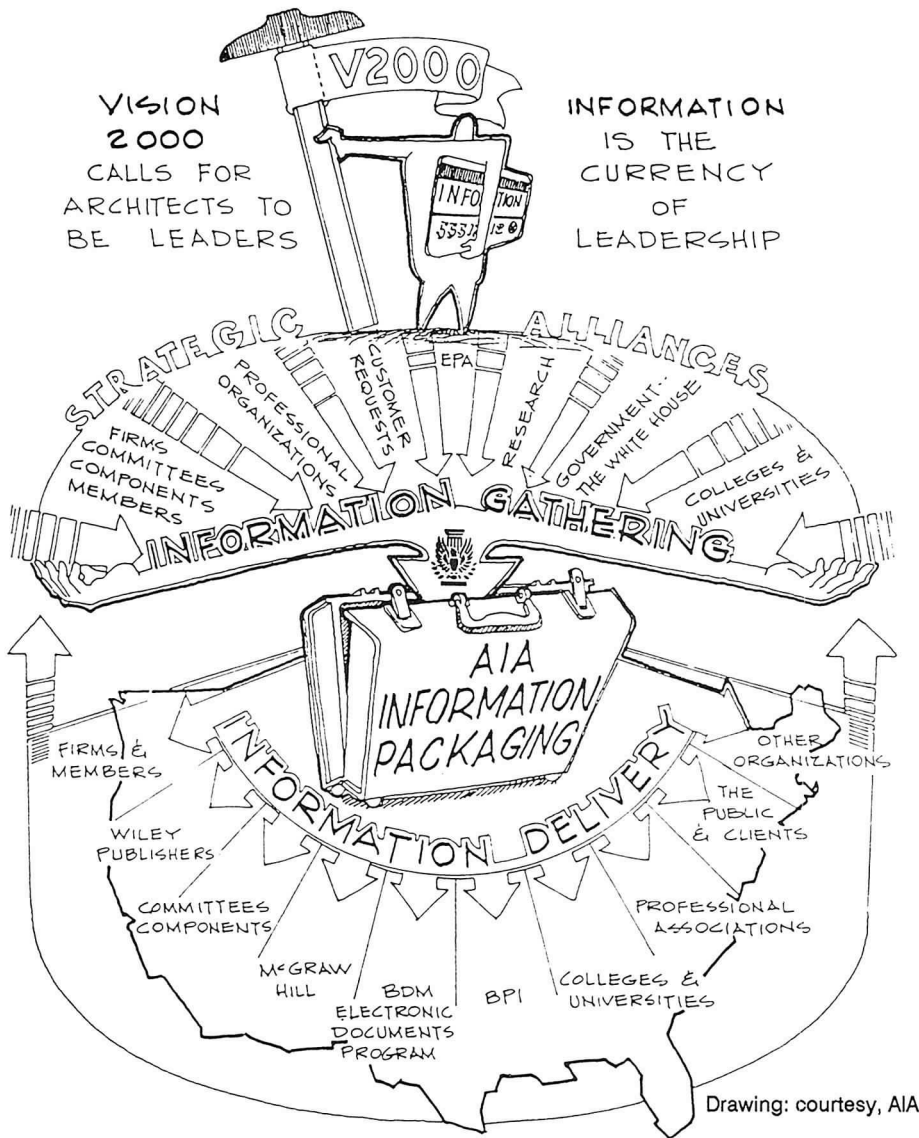 V2000
VISION
2000
CALLS FOR
ARCHITECTS TO
BE LEADERS
INFORMATION
IS THE
CURRENCY
OF
LEADERSHIP
INFORMATION
STRATEGIC ALLIANCES
FIRMS
COMMITTEES
COMPONENTS
MEMBERS
PROFESSIONAL
ORGANIZATIONS
CUSTOMER
REQUESTS
EPA
RESEARCH
GOVERNMENT..
THE WHITE HOUSE
COLLEGES &
UNIVERSITIES
INFORMATION GATHERING
AIA
INFORMATION
PACKAGING
INFORMATION DELIVERY
FIRMS &
MEMBERS
WILEY
PUBLISHERS
COMMITTEES
COMPONENTS
McGRAW
HILL
BDM
ELECTRONIC
DOCUMENTS
PROGRAM
BPI
COLLEGES &
UNIVERSITIES
PROFESSIONAL
ASSOCIATIONS
THE
PUBLIC
& CLIENTS
OTHER
ORGANIZATIONS
Drawing: courtesy, AIA